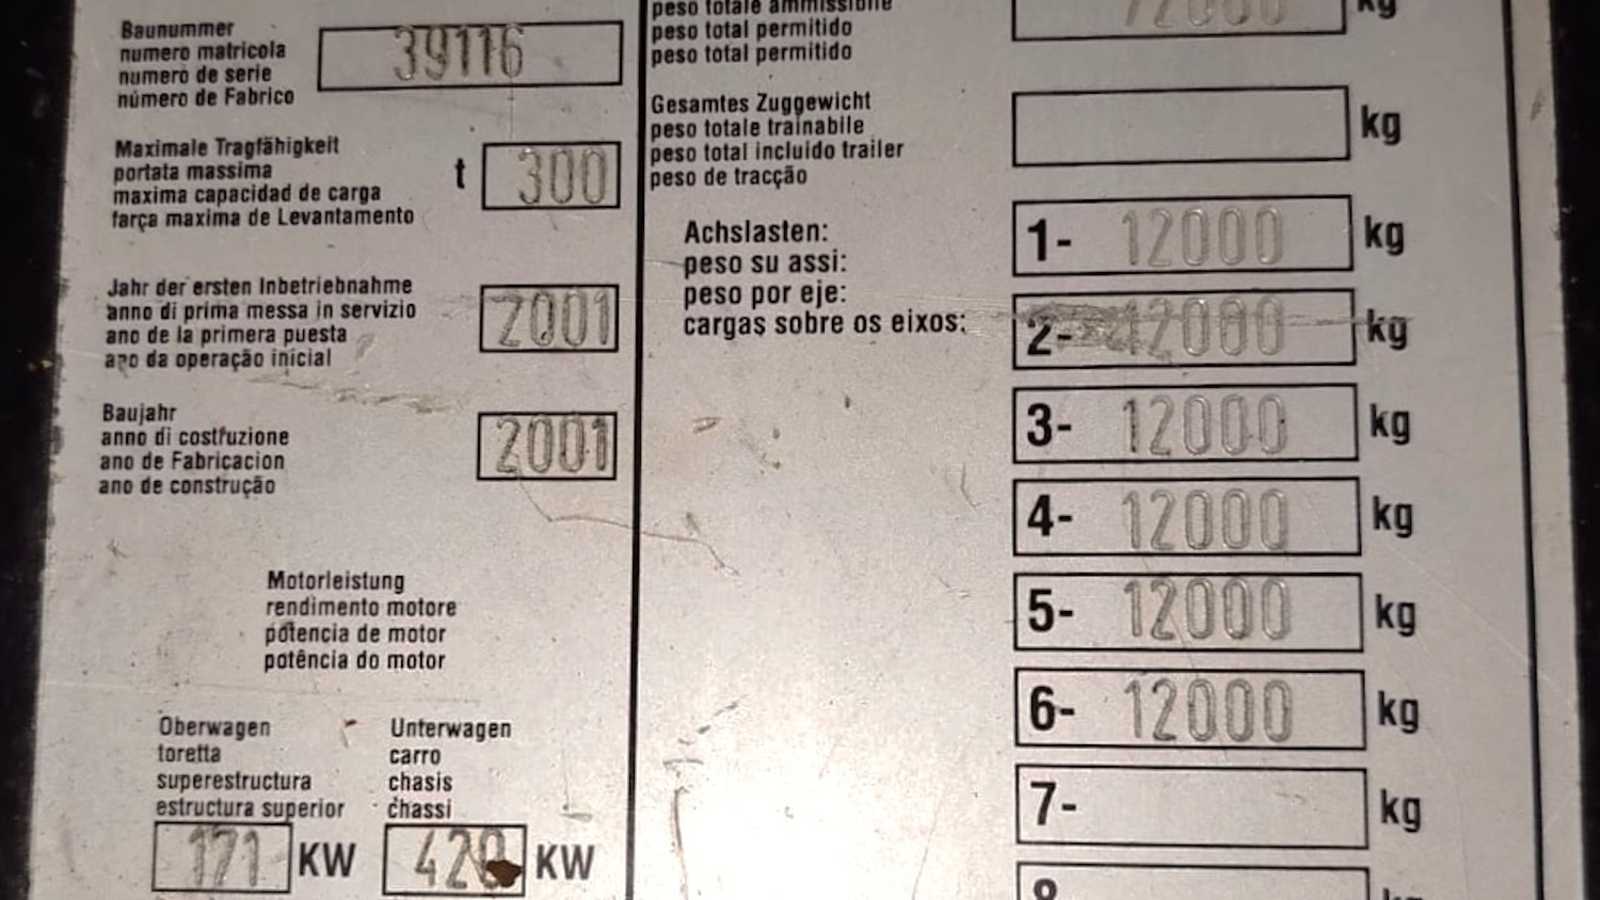 Baunummer
numero matricola
numero de serie
número de Fabrico
39116
Maximale Tragfähigkeit
portata massima
maxima capacidad de carga
farça maxima de Levantamento
t 300
Jahr der ersten Inbetriebnahme
anno di prima messa in servizio
ano de la primera puesta
ano da operação inicial
2001
Baujahr
anno di costruzione
ano de Fabricacion
ano de construção
2001
Motorleistung
rendimento motore
potencia de motor
potência do motor
Oberwagen
toretta
superestructura
estructura superior
171 KW
Unterwagen
carro
chasis
chassi
420 KW
peso totale ammissibile
peso total permitido
peso total permitido
72000 kg
Gesamtes Zuggewicht
peso totale trainabile
peso total incluido trailer
peso de tracção
kg
Achslasten:
peso su assi:
peso por eje:
cargas sobre os eixos:
1- 12000 kg
2- 12000 kg
3- 12000 kg
4- 12000 kg
5- 12000 kg
6- 12000 kg
7- kg
8 kg